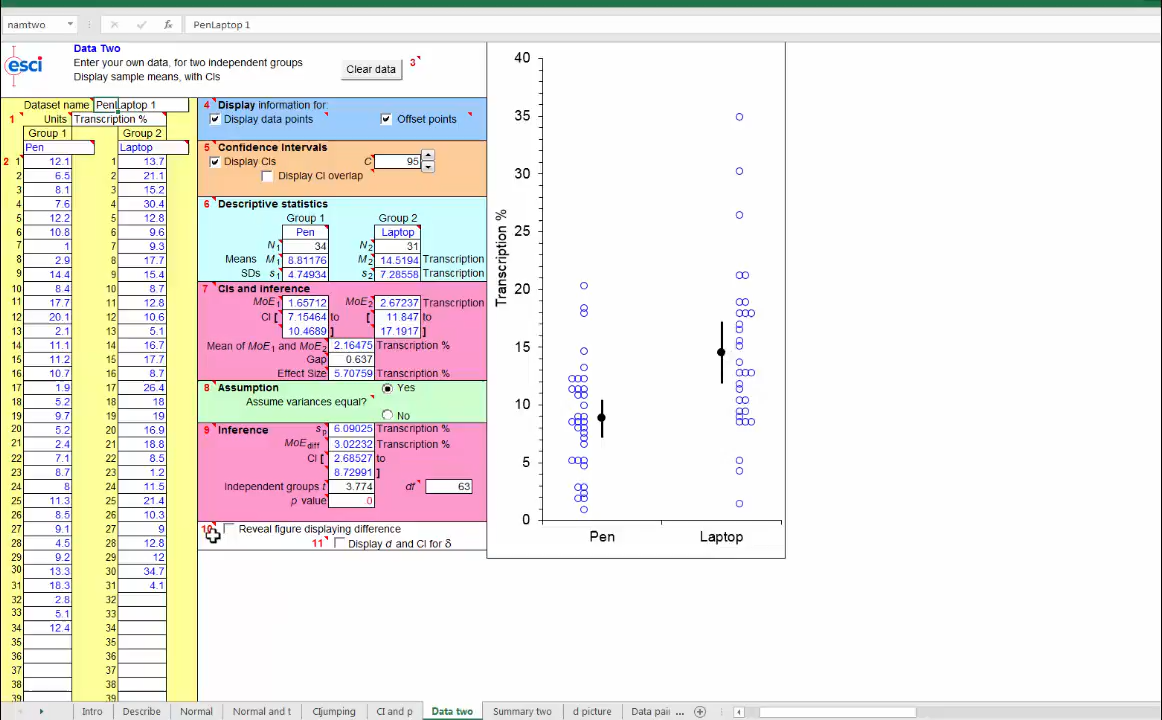 namtwo PenLaptop 1
esci
Data Two
Enter your own data, for two independent groups
Display sample means, with CIs
Clear data 3
Dataset name PenLaptop 1
1 Units Transcription %
Group 1 Group 2
Pen Laptop
2 1 12.1 1 13.7
2 6.5 2 21.1
3 8.1 3 15.2
4 7.6 4 30.4
5 12.2 5 12.8
6 10.8 6 9.6
7 1 7 9.3
8 2.9 8 17.7
9 14.4 9 15.4
10 8.4 10 8.7
11 17.7 11 12.8
12 20.1 12 10.6
13 2.1 13 5.1
14 11.1 14 16.7
15 11.2 15 17.7
16 10.7 16 8.7
17 1.9 17 26.4
18 5.2 18 18
19 9.7 19 19
20 5.2 20 16.9
21 2.4 21 18.8
22 7.1 22 8.5
23 8.7 23 1.2
24 8 24 11.5
25 11.3 25 21.4
26 8.5 26 10.3
27 9.1 27 9
28 4.5 28 12.8
29 9.2 29 12
30 13.3 30 34.7
31 18.3 31 4.1
32 2.8 32
33 5.1 33
34 12.4 34
35 35
36 36
37 37
38 38
39 39
4 Display information for:
Display data points Offset points
5 Confidence Intervals
Display CIs C 95
Display CI overlap
6 Descriptive statistics
Group 1 Group 2
Pen Laptop
N1 34 N2 31
Means M1 8.81176 M2 14.5194 Transcription
SDs s1 4.74934 s2 7.28558 Transcription
7 CIs and inference
MoE1 1.65712 MoE2 2.67237 Transcription
CI [ 7.15464 to [ 11.847 to
10.4689 ] 17.1917 ]
Mean of MoE1 and MoE2 2.16475 Transcription %
Gap 0.637
Effect Size 5.70759 Transcription %
8 Assumption Yes
Assume variances equal?
No
9 Inference sp 6.09025 Transcription %
MoEdiff 3.02232 Transcription %
CI [ 2.68527 to
8.72991 ]
Independent groups t 3.774 df 63
p value 0
10 Reveal figure displaying difference
11 Display d and CI for δ
40
35
30
25
20
15
10
5
0
Transcription %
Pen Laptop
Intro Describe Normal Normal and t CIjumping CI and p Data two Summary two d picture Data pair ...